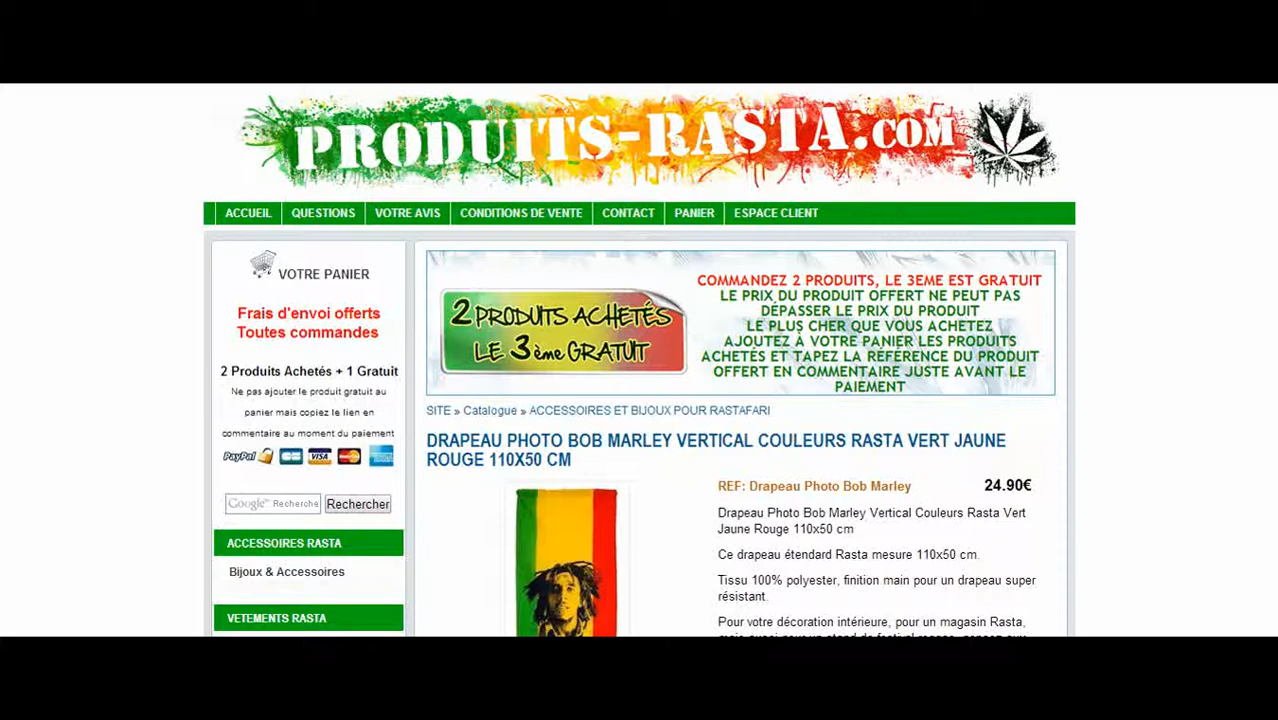 PRODUITS-RASTA.COM
ACCUEIL QUESTIONS VOTRE AVIS CONDITIONS DE VENTE CONTACT PANIER ESPACE CLIENT
VOTRE PANIER
Frais d'envoi offerts
Toutes commandes
2 Produits Achetés + 1 Gratuit
Ne pas ajouter le produit gratuit au
panier mais copiez le lien en
commentaire au moment du paiement
PayPal VISA
Google Recherche Rechercher
ACCESSOIRES RASTA
Bijoux & Accessoires
VETEMENTS RASTA
2 PRODUITS ACHETÉS
LE 3ème GRATUIT
COMMANDEZ 2 PRODUITS, LE 3EME EST GRATUIT
LE PRIX DU PRODUIT OFFERT NE PEUT PAS
DÉPASSER LE PRIX DU PRODUIT
LE PLUS CHER QUE VOUS ACHETEZ
AJOUTEZ À VOTRE PANIER LES PRODUITS
ACHETÉS ET TAPEZ LA RÉFÉRENCE DU PRODUIT
OFFERT EN COMMENTAIRE JUSTE AVANT LE
PAIEMENT
SITE » Catalogue » ACCESSOIRES ET BIJOUX POUR RASTAFARI
DRAPEAU PHOTO BOB MARLEY VERTICAL COULEURS RASTA VERT JAUNE
ROUGE 110X50 CM
REF: Drapeau Photo Bob Marley 24.90€
Drapeau Photo Bob Marley Vertical Couleurs Rasta Vert
Jaune Rouge 110x50 cm
Ce drapeau étendard Rasta mesure 110x50 cm.
Tissu 100% polyester, finition main pour un drapeau super
résistant.
Pour votre décoration intérieure, pour un magasin Rasta,